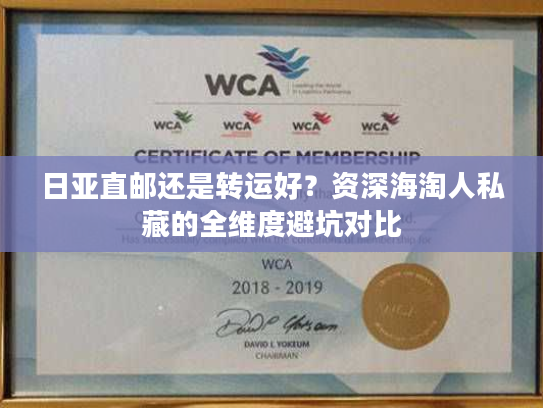 WCA
Leading the World
in Logistics Partnering
WCA WCA WCA WCA
CERTIFICATE OF MEMBERSHIP
日亚直邮还是转运好？资深海淘人私
藏的全维度避坑对比
WCA
2018 - 2019
DAVID L YOKEUM
CHAIRMAN